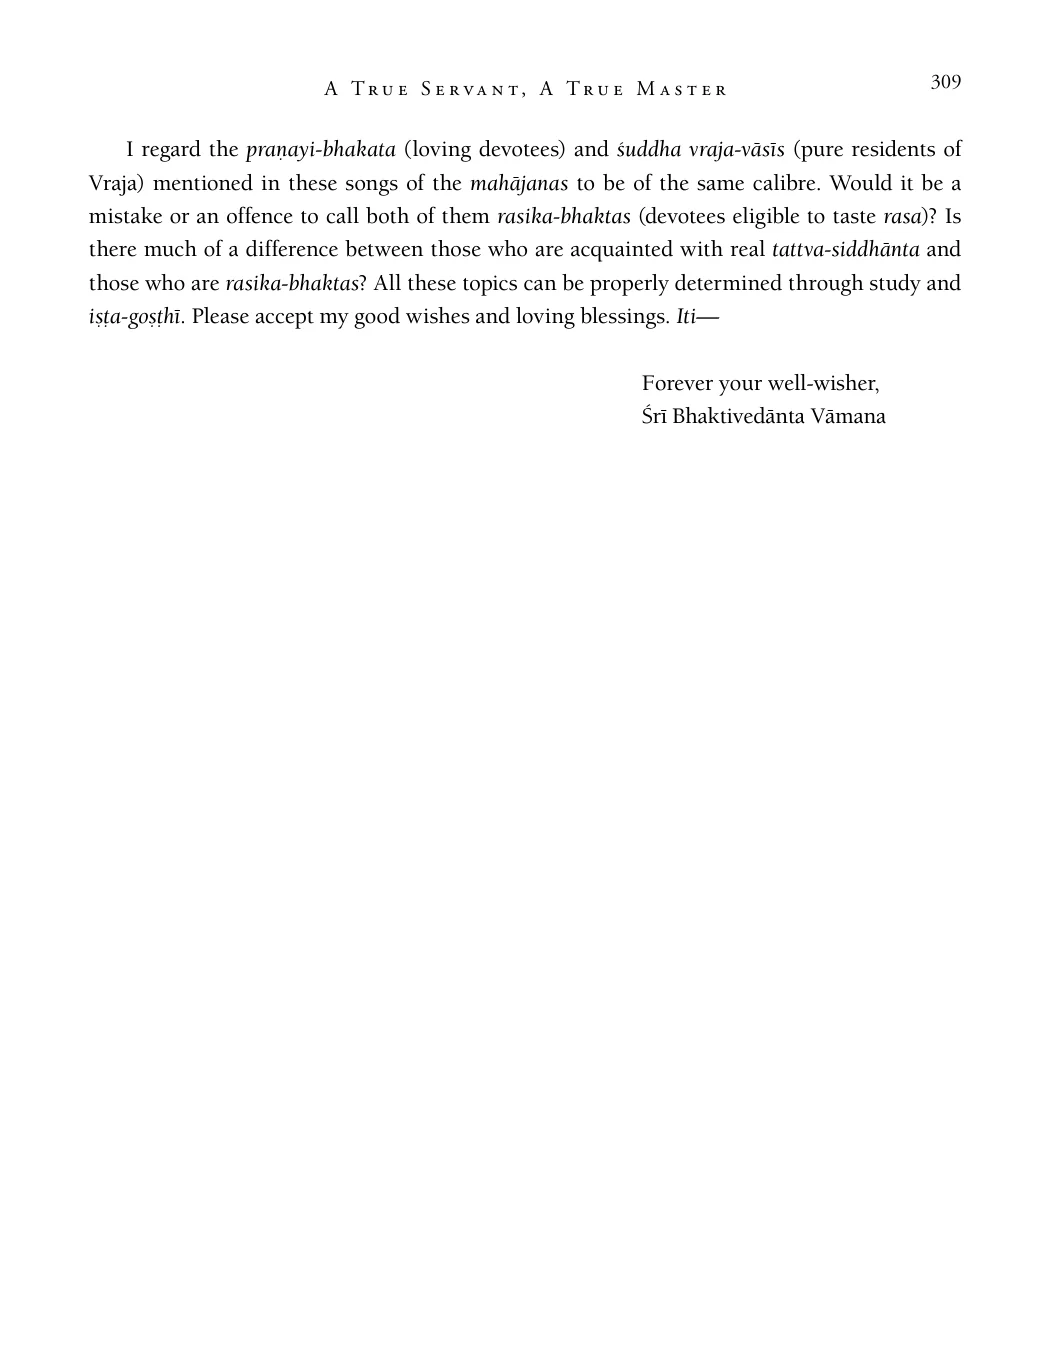 A True Servant, A True Master
309
I regard the praṇayi-bhakata (loving devotees) and śuddha vraja-vāsīs (pure residents of
Vraja) mentioned in these songs of the mahājanas to be of the same calibre. Would it be a
mistake or an offence to call both of them rasika-bhaktas (devotees eligible to taste rasa)? Is
there much of a difference between those who are acquainted with real tattva-siddhānta and
those who are rasika-bhaktas? All these topics can be properly determined through study and
iṣṭa-goṣṭhī. Please accept my good wishes and loving blessings. Iti—
Forever your well-wisher,
Śrī Bhaktivedānta Vāmana